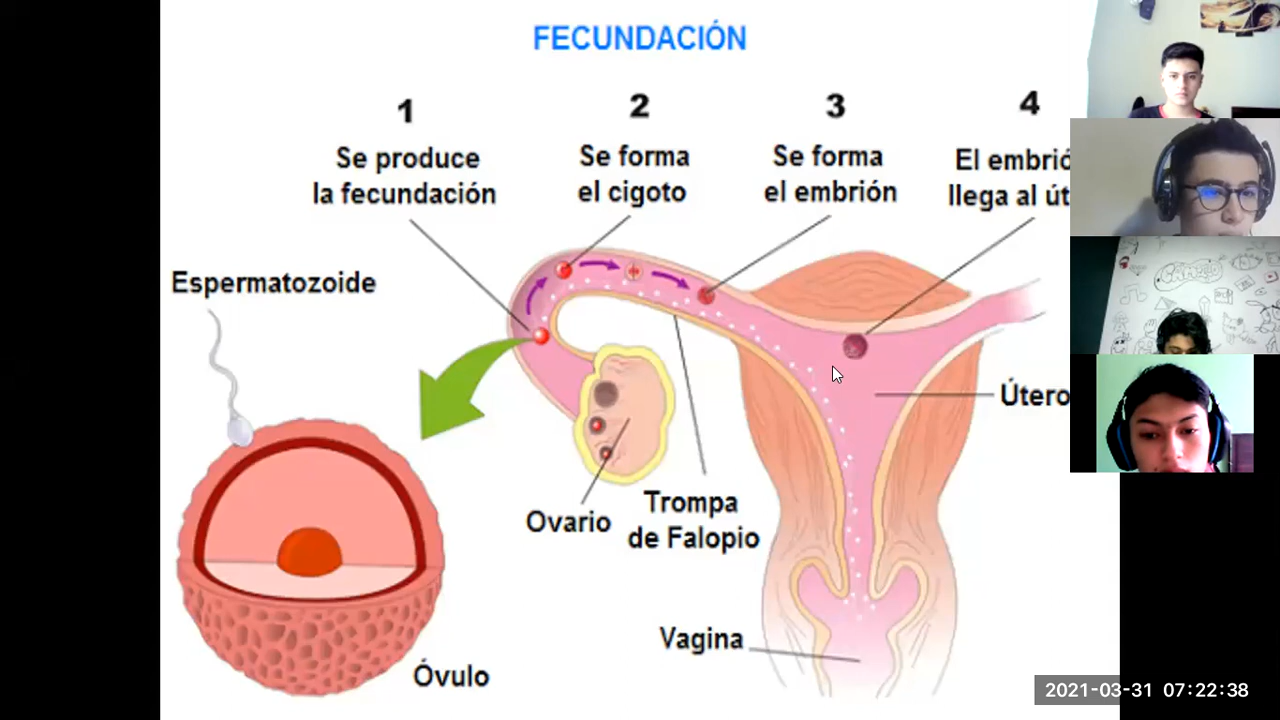 FECUNDACIÓN
1
Se produce
la fecundación
2
Se forma
el cigoto
3
Se forma
el embrión
4
El embrió
llega al út
Espermatozoide
Útero
Ovario
Trompa
de Falopio
Vagina
Óvulo
2021-03-31 07:22:38